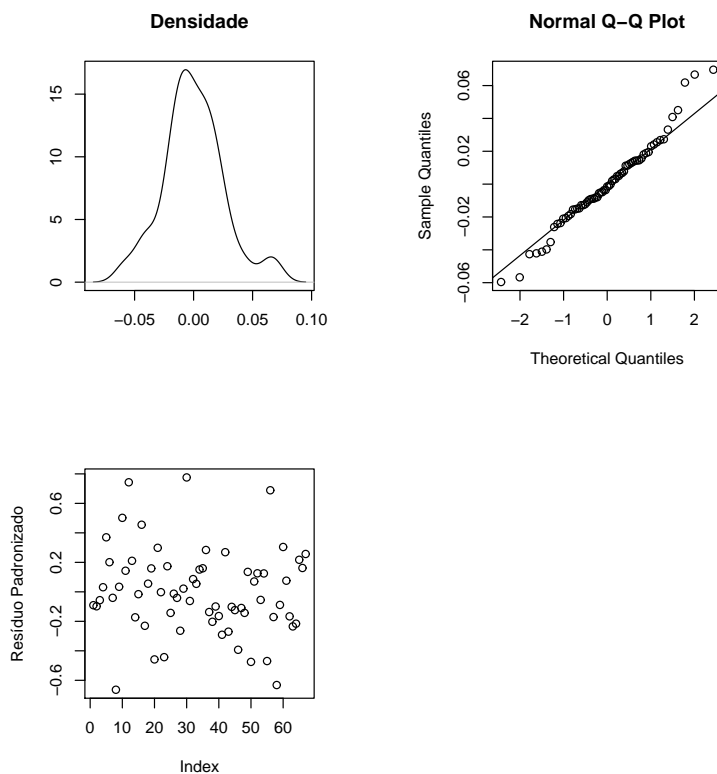 Densidade
15
10
5
0
−0.05 0.00 0.05 0.10
Normal Q−Q Plot
Sample Quantiles
0.06
0.02
−0.02
−0.06
−2 −1 0 1 2
Theoretical Quantiles
Resíduo Padronizado
0.6
0.2
−0.2
−0.6
0 10 20 30 40 50 60
Index